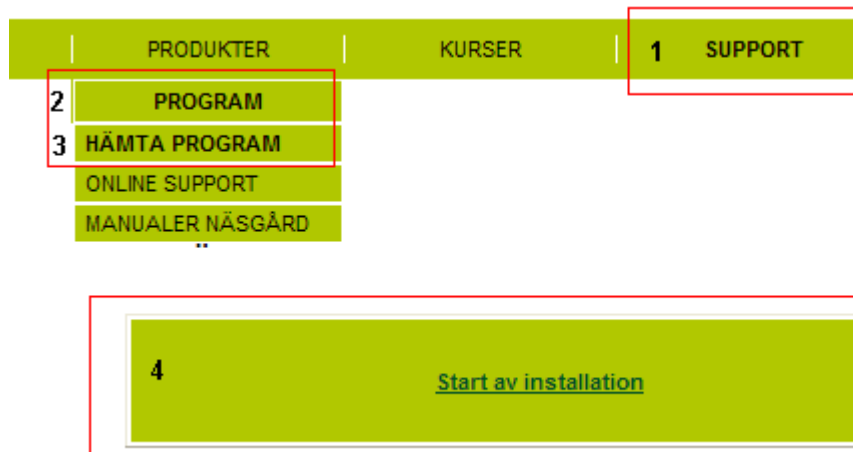 PRODUKTER KURSER 1 SUPPORT
2 PROGRAM
3 HÄMTA PROGRAM
ONLINE SUPPORT
MANUALER NÄSGÅRD
4 Start av installation